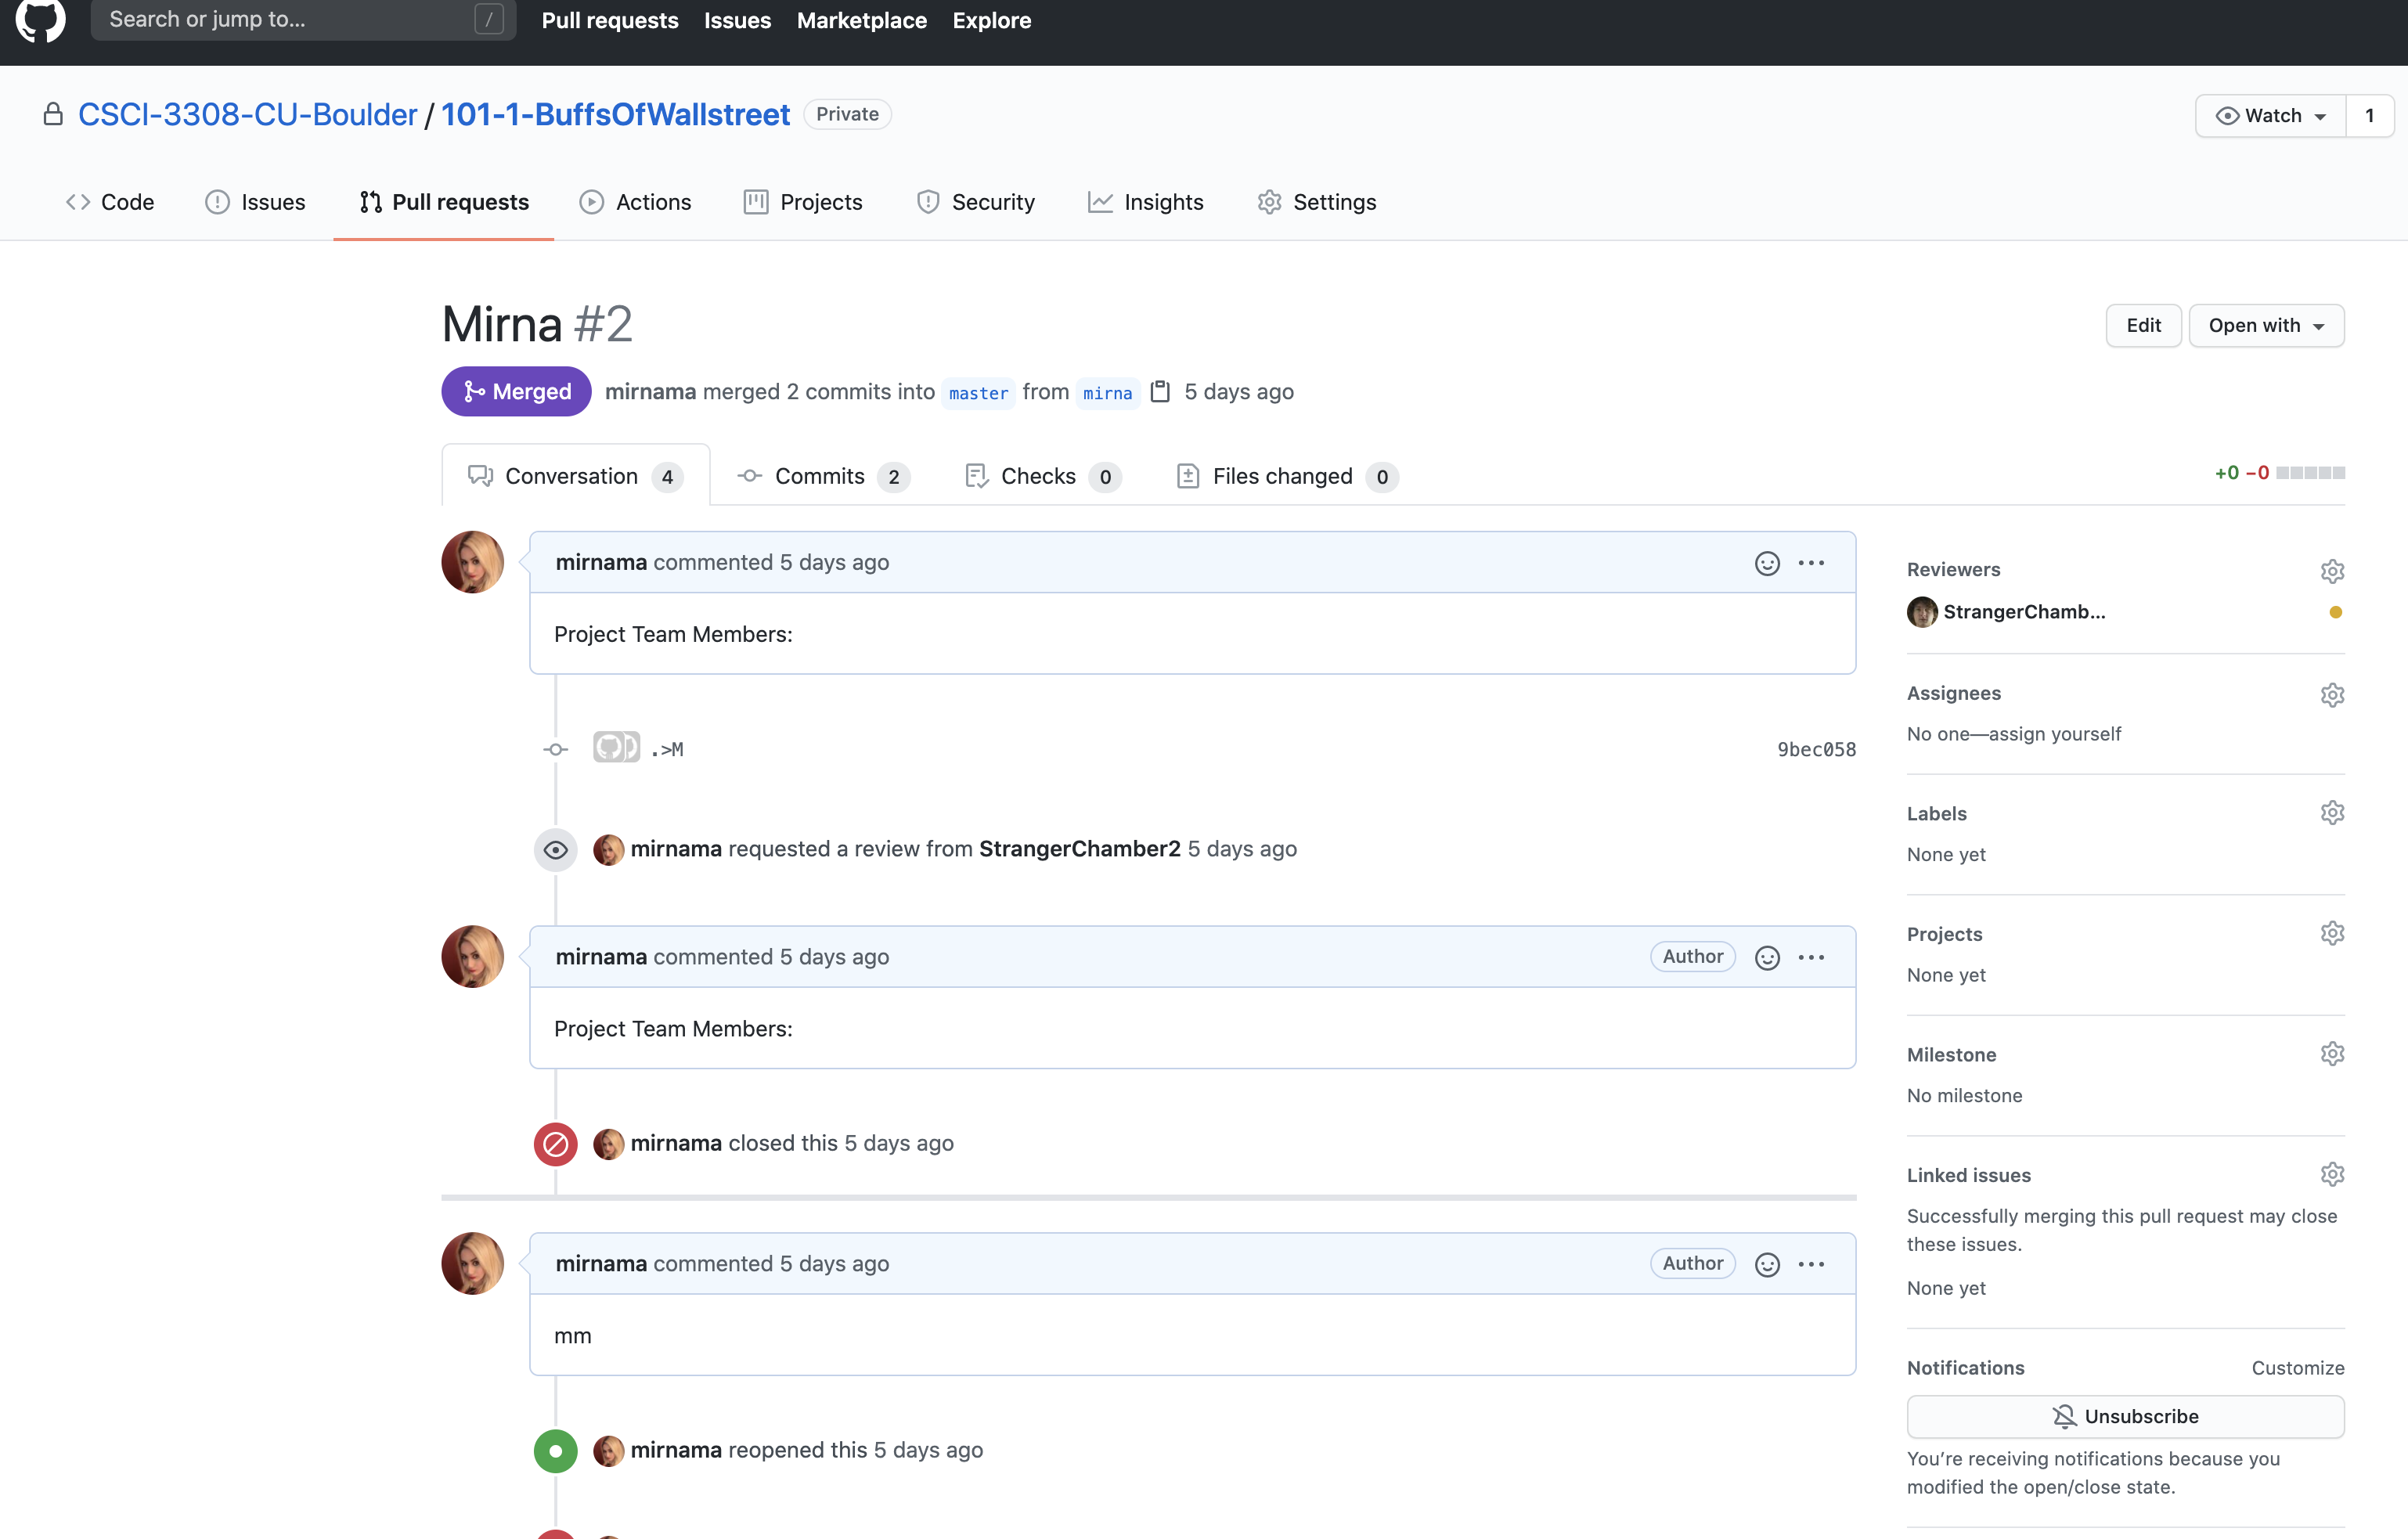 Search or jump to... /
Pull requests Issues Marketplace Explore
CSCI-3308-CU-Boulder / 101-1-BuffsOfWallstreet Private
Watch 1
Code Issues Pull requests Actions Projects Security Insights Settings
Mirna #2
Edit Open with
Merged mirnama merged 2 commits into master from mirna 5 days ago
Conversation 4 Commits 2 Checks 0 Files changed 0
+0 −0
mirnama commented 5 days ago
Project Team Members:
.>M 9bec058
mirnama requested a review from StrangerChamber2 5 days ago
mirnama commented 5 days ago Author
Project Team Members:
mirnama closed this 5 days ago
mirnama commented 5 days ago Author
mm
mirnama reopened this 5 days ago
Reviewers
StrangerChamb...
Assignees
No one—assign yourself
Labels
None yet
Projects
None yet
Milestone
No milestone
Linked issues
Successfully merging this pull request may close
these issues.
None yet
Notifications Customize
Unsubscribe
You’re receiving notifications because you
modified the open/close state.